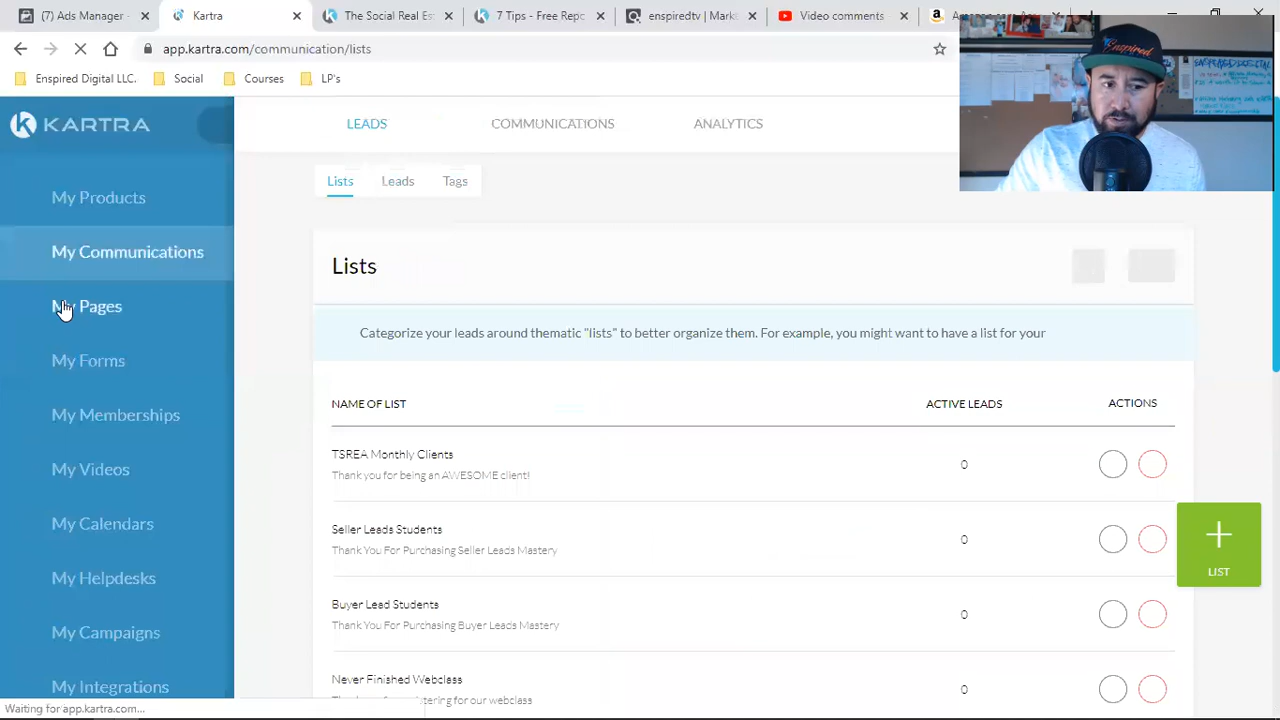 Ads Manager -
Kartra
The Social Real Es
7 Tips - Free Repo
enspiredtv | Mark
Video comments
app.kartra.com/communication/lists
Enspired Digital LLC.
Social
Courses
LP's
KARTRA
LEADS
COMMUNICATIONS
ANALYTICS
Lists
Leads
Tags
My Products
My Communications
My Pages
My Forms
My Memberships
My Videos
My Calendars
My Helpdesks
My Campaigns
My Integrations
Lists
Categorize your leads around thematic "lists" to better organize them. For example, you might want to have a list for your
NAME OF LIST
ACTIVE LEADS
ACTIONS
TSREA Monthly Clients
Thank you for being an AWESOME client!
0
Seller Leads Students
Thank You For Purchasing Seller Leads Mastery
0
Buyer Lead Students
Thank You For Purchasing Buyer Leads Mastery
0
Never Finished Webclass
0
LIST
Waiting for app.kartra.com...
Enspired